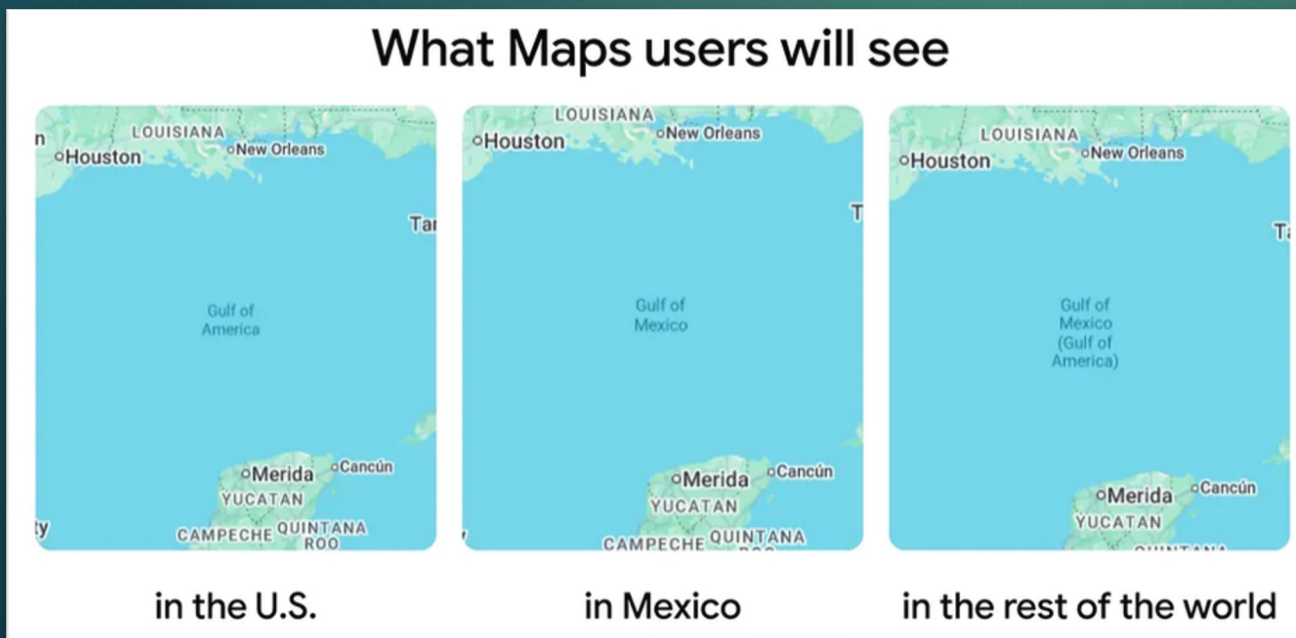 What Maps users will see
LOUISIANA
Houston
New Orleans
Gulf of
America
Merida
Cancún
YUCATAN
CAMPECHE
QUINTANA
ROO
in the U.S.
LOUISIANA
Houston
New Orleans
Gulf of
Mexico
Merida
Cancún
YUCATAN
CAMPECHE
QUINTANA
in Mexico
LOUISIANA
Houston
New Orleans
Gulf of
Mexico
(Gulf of
America)
Merida
Cancún
YUCATAN
in the rest of the world